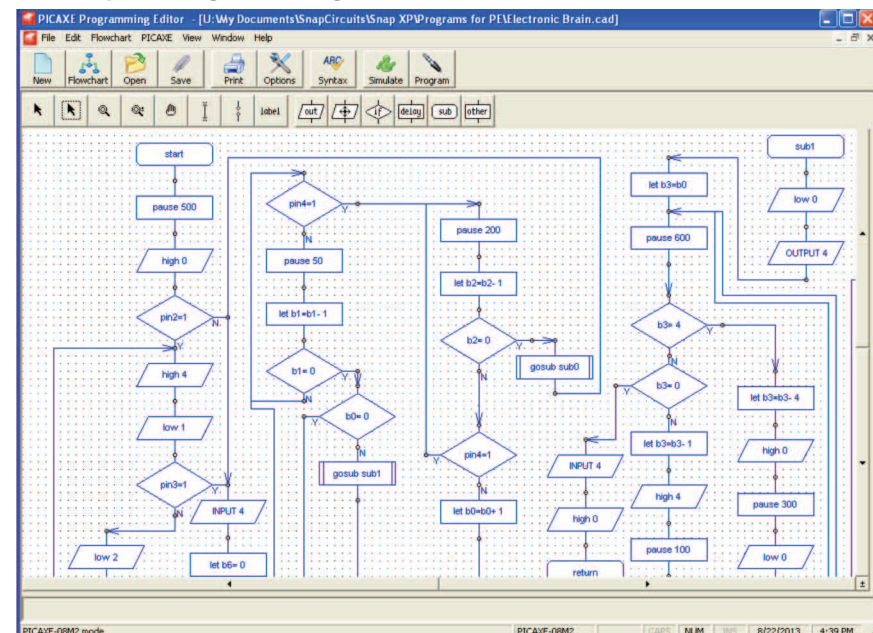 PICAXE Programming Editor - [U:\My Documents\SnapCircuits\Snap XP\Programs for PE\Electronic Brain.cad]
File Edit Flowchart PICAXE View Window Help
New Flowchart Open Save Print Options Syntax Simulate Program
ABC
label out if delay sub other
start
pause 500
high 0
pin2=1
N
Y
high 4
low 1
pin3=1
Y
N
low 2
INPUT 4
let b6= 0
pin4=1
Y
N
pause 50
let b1=b1- 1
b1= 0
Y
N
b0= 0
Y
N
gosub sub1
pause 200
let b2=b2- 1
b2= 0
Y
N
gosub sub0
pin4=1
Y
N
let b0=b0+ 1
let b3=b0
pause 600
b3> 4
Y
N
b3= 0
Y
N
let b3=b3- 1
high 4
pause 100
INPUT 4
high 0
return
let b3=b3- 4
high 0
pause 300
low 0
sub1
low 0
OUTPUT 4
PICAXE-08M2 mode PICAXE-08M2 CAPS NUM INS 8/22/2013 4:39 PM